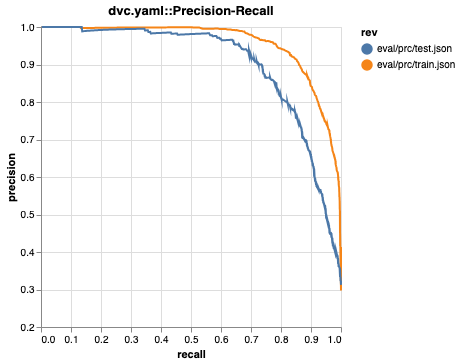 dvc.yaml::Precision-Recall
precision
1.0
0.9
0.8
0.7
0.6
0.5
0.4
0.3
0.2
0.0 0.1 0.2 0.3 0.4 0.5 0.6 0.7 0.8 0.9 1.0
recall
rev
eval/prc/test.json
eval/prc/train.json